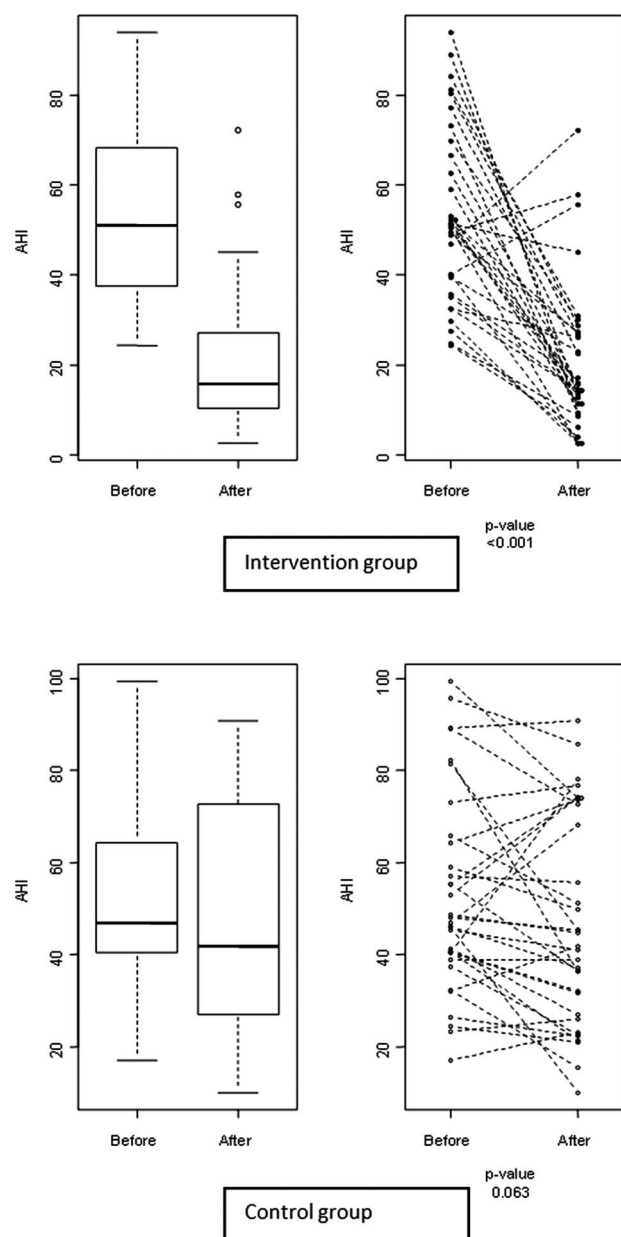 AHI
0 20 40 60 80
Before After
AHI
0 20 40 60 80
Before After
p-value
<0.001
Intervention group
AHI
20 40 60 80 100
Before After
AHI
20 40 60 80 100
Before After
p-value
0.063
Control group